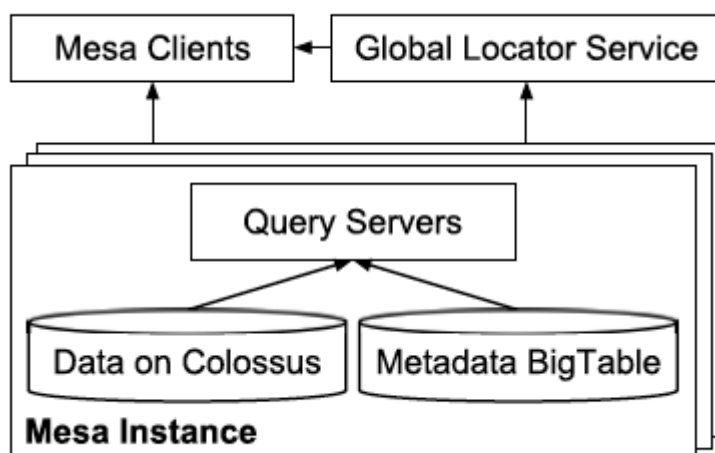 Mesa Clients
Global Locator Service
Query Servers
Data on Colossus
Metadata BigTable
Mesa Instance